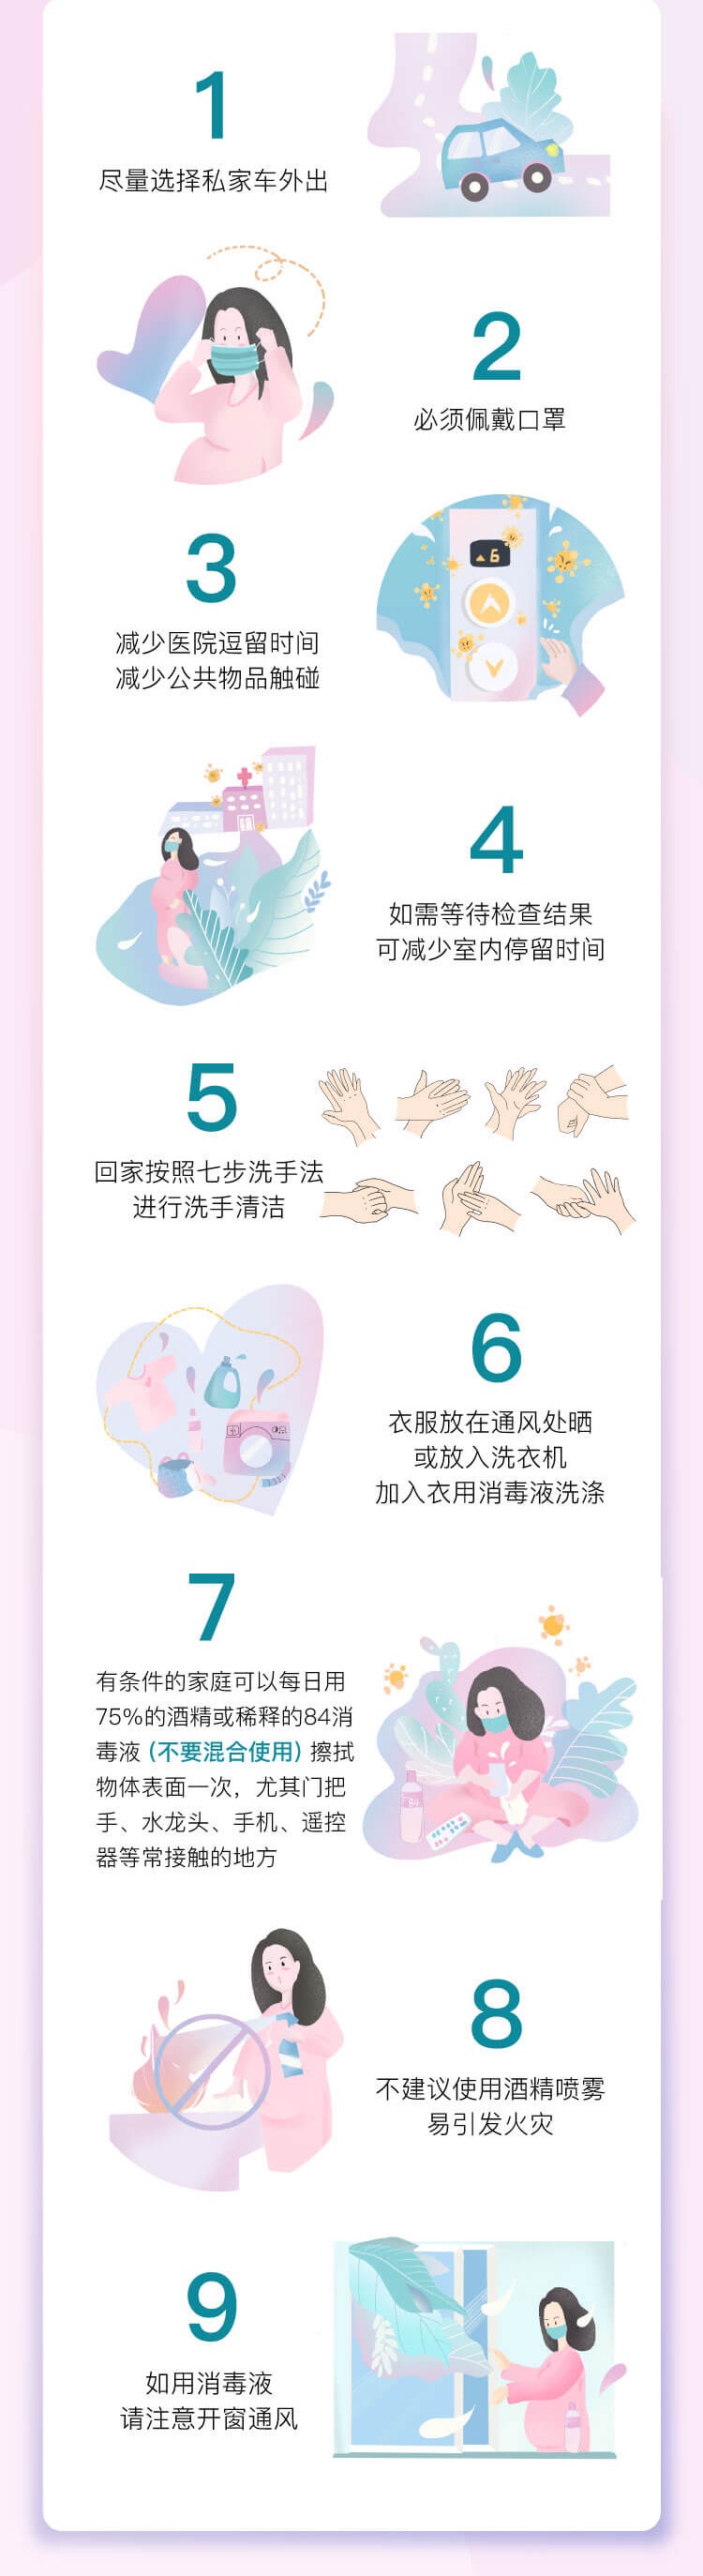 1
尽量选择私家车外出
2
必须佩戴口罩
▲6
3
减少医院逗留时间
减少公共物品触碰
4
如需等待检查结果
可减少室内停留时间
5
回家按照七步洗手法
进行洗手清洁
6
衣服放在通风处晒
或放入洗衣机
加入衣用消毒液洗涤
7
有条件的家庭可以每日用
75%的酒精或稀释的84消
毒液(不要混合使用)擦拭
物体表面一次，尤其门把
手、水龙头、手机、遥控
器等常接触的地方
8
不建议使用酒精喷雾
易引发火灾
9
如用消毒液
请注意开窗通风